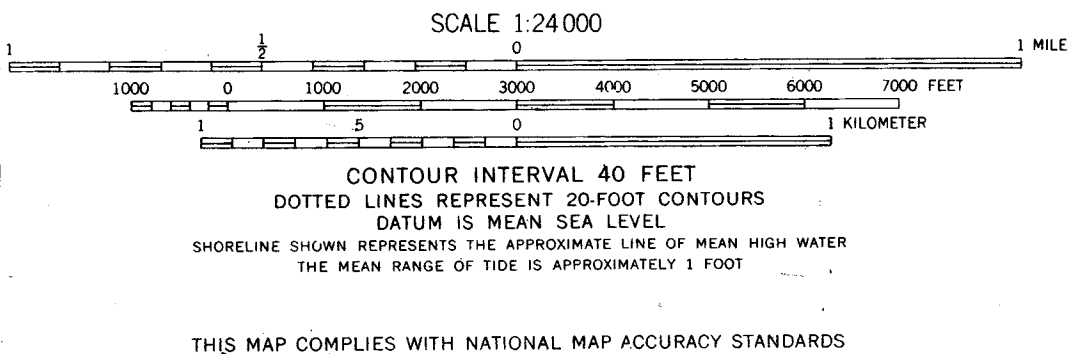 SCALE 1:24 000
1 ½ 0 1 MILE
1000 0 1000 2000 3000 4000 5000 6000 7000 FEET
1 .5 0 1 KILOMETER
CONTOUR INTERVAL 40 FEET
DOTTED LINES REPRESENT 20-FOOT CONTOURS
DATUM IS MEAN SEA LEVEL
SHORELINE SHOWN REPRESENTS THE APPROXIMATE LINE OF MEAN HIGH WATER
THE MEAN RANGE OF TIDE IS APPROXIMATELY 1 FOOT
THIS MAP COMPLIES WITH NATIONAL MAP ACCURACY STANDARDS